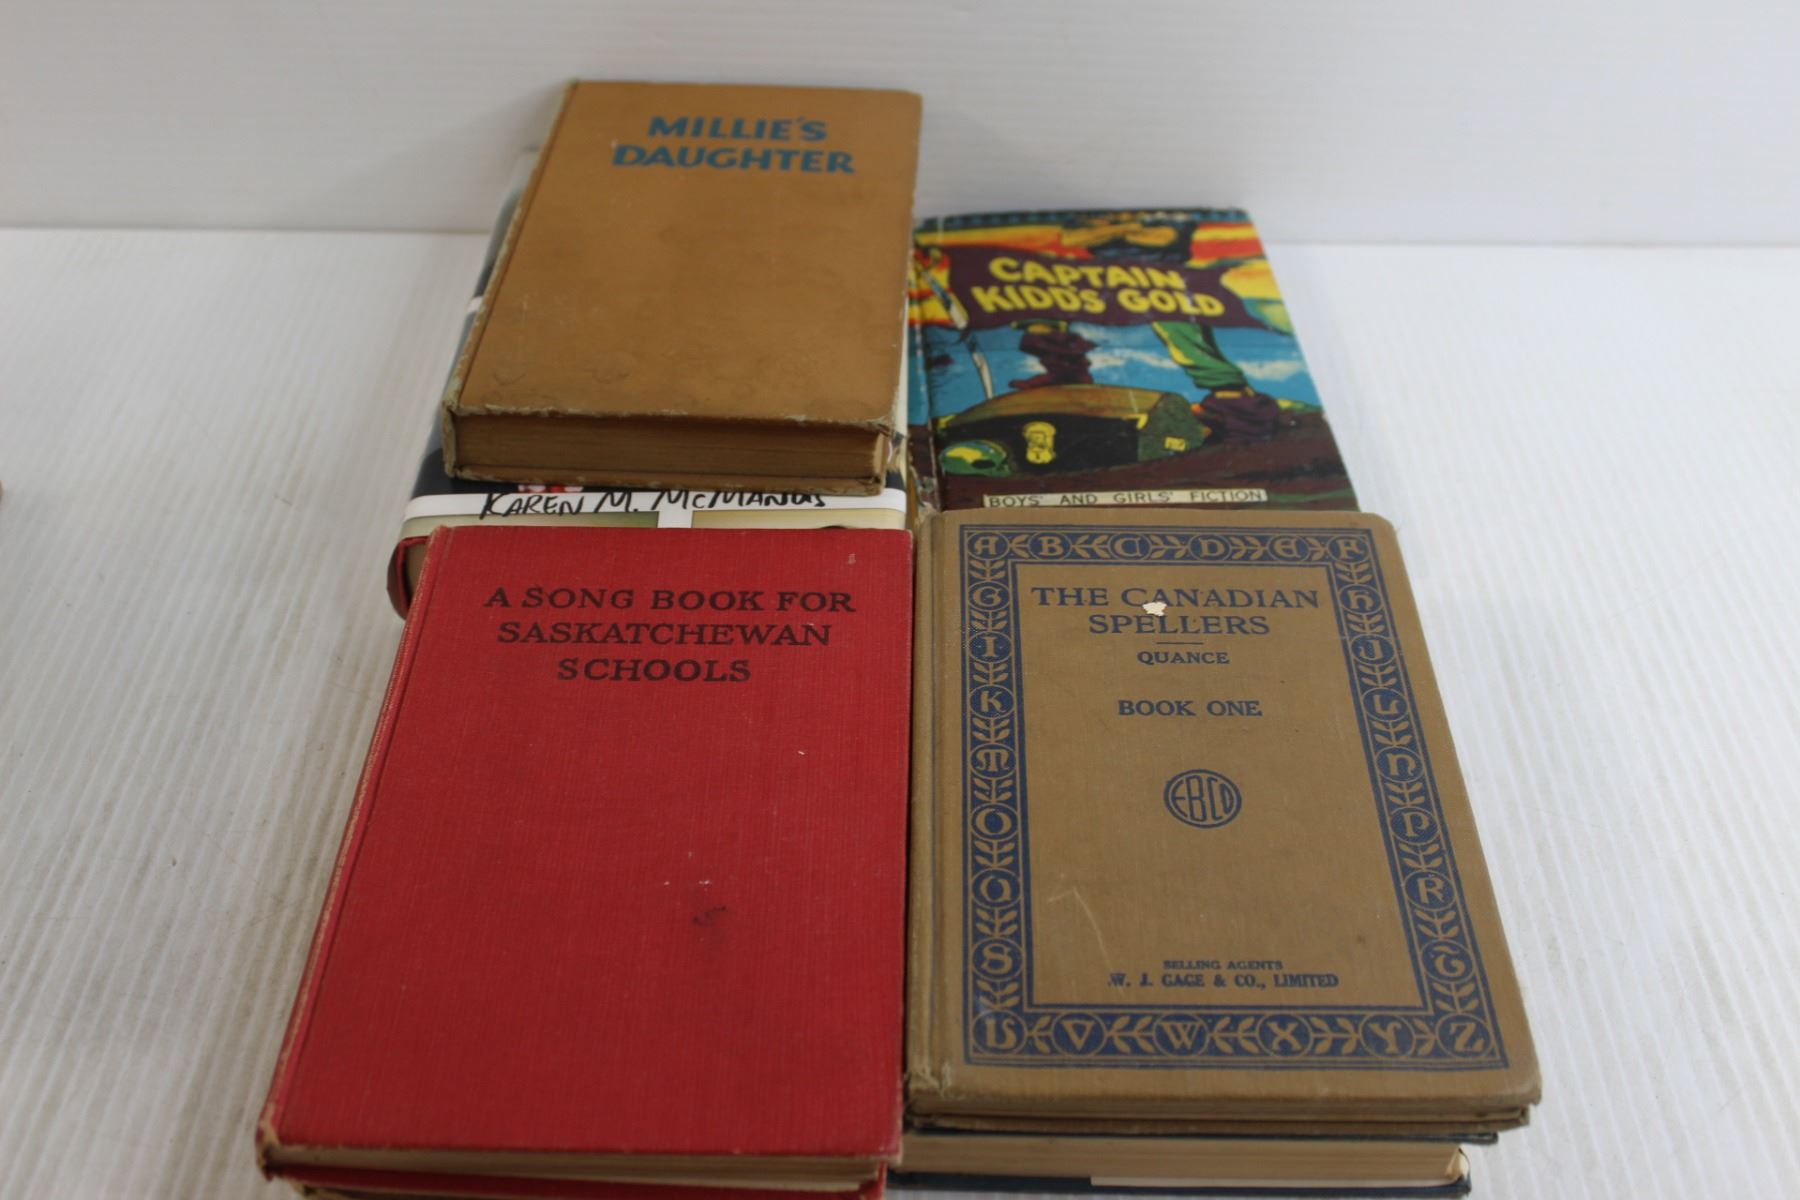 MILLIE'S
DAUGHTER
CAPTAIN
KIDD'S GOLD
BOYS' AND GIRLS' FICTION
KAREN M. MCMANUS
A SONG BOOK FOR
SASKATCHEWAN
SCHOOLS
A B C D E F
G H
I J
K L
M N
O P
Q R
S T
U V W X Y Z
THE CANADIAN
SPELLERS
QUANCE
BOOK ONE
EBCO
SELLING AGENTS
W. J. GAGE & CO., LIMITED